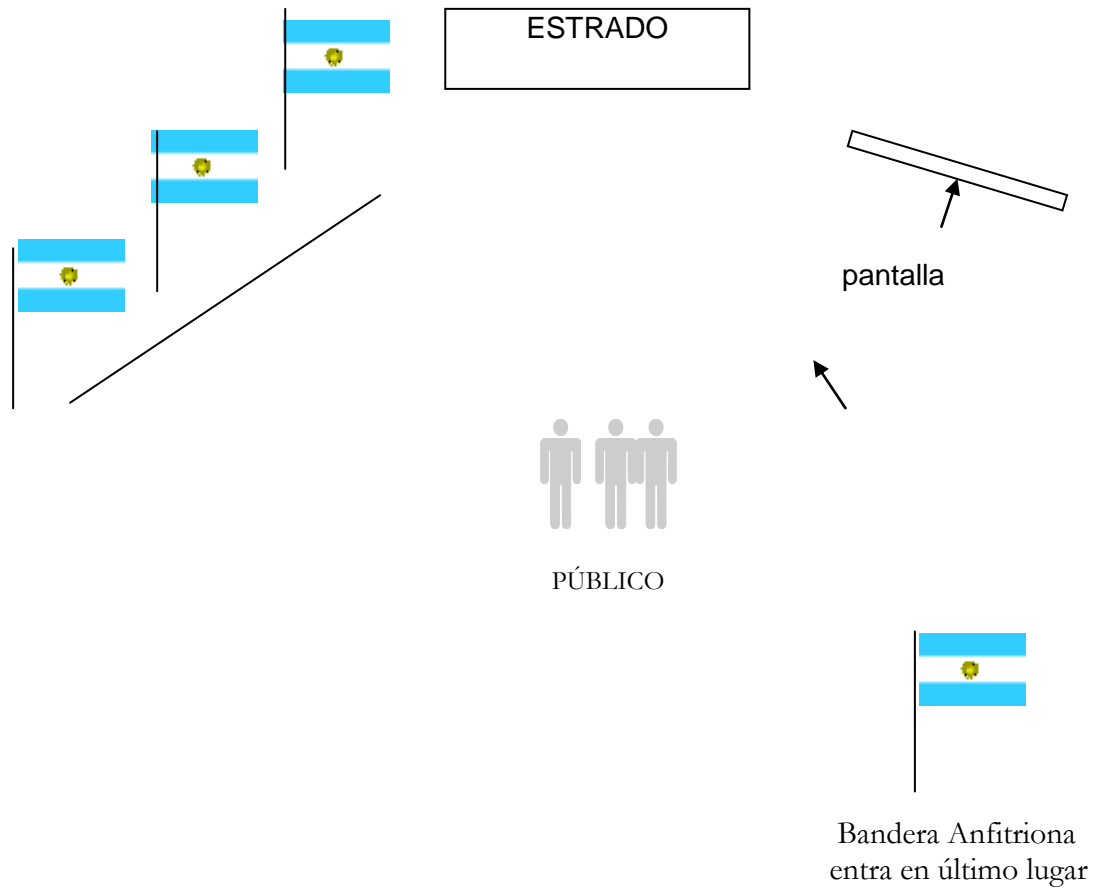 ESTRADO
pantalla
PÚBLICO
Bandera Anfitriona
entra en último lugar